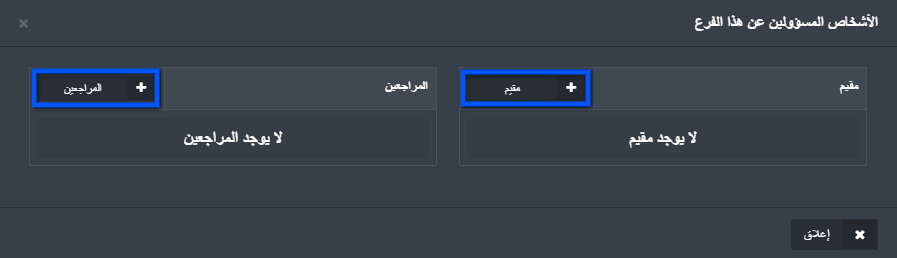 الأشخاص المسؤولين عن هذا الفرع
مقيم
مقيم
لا يوجد مقيم
المراجعين
المراجعين
لا يوجد المراجعين
إغلاق